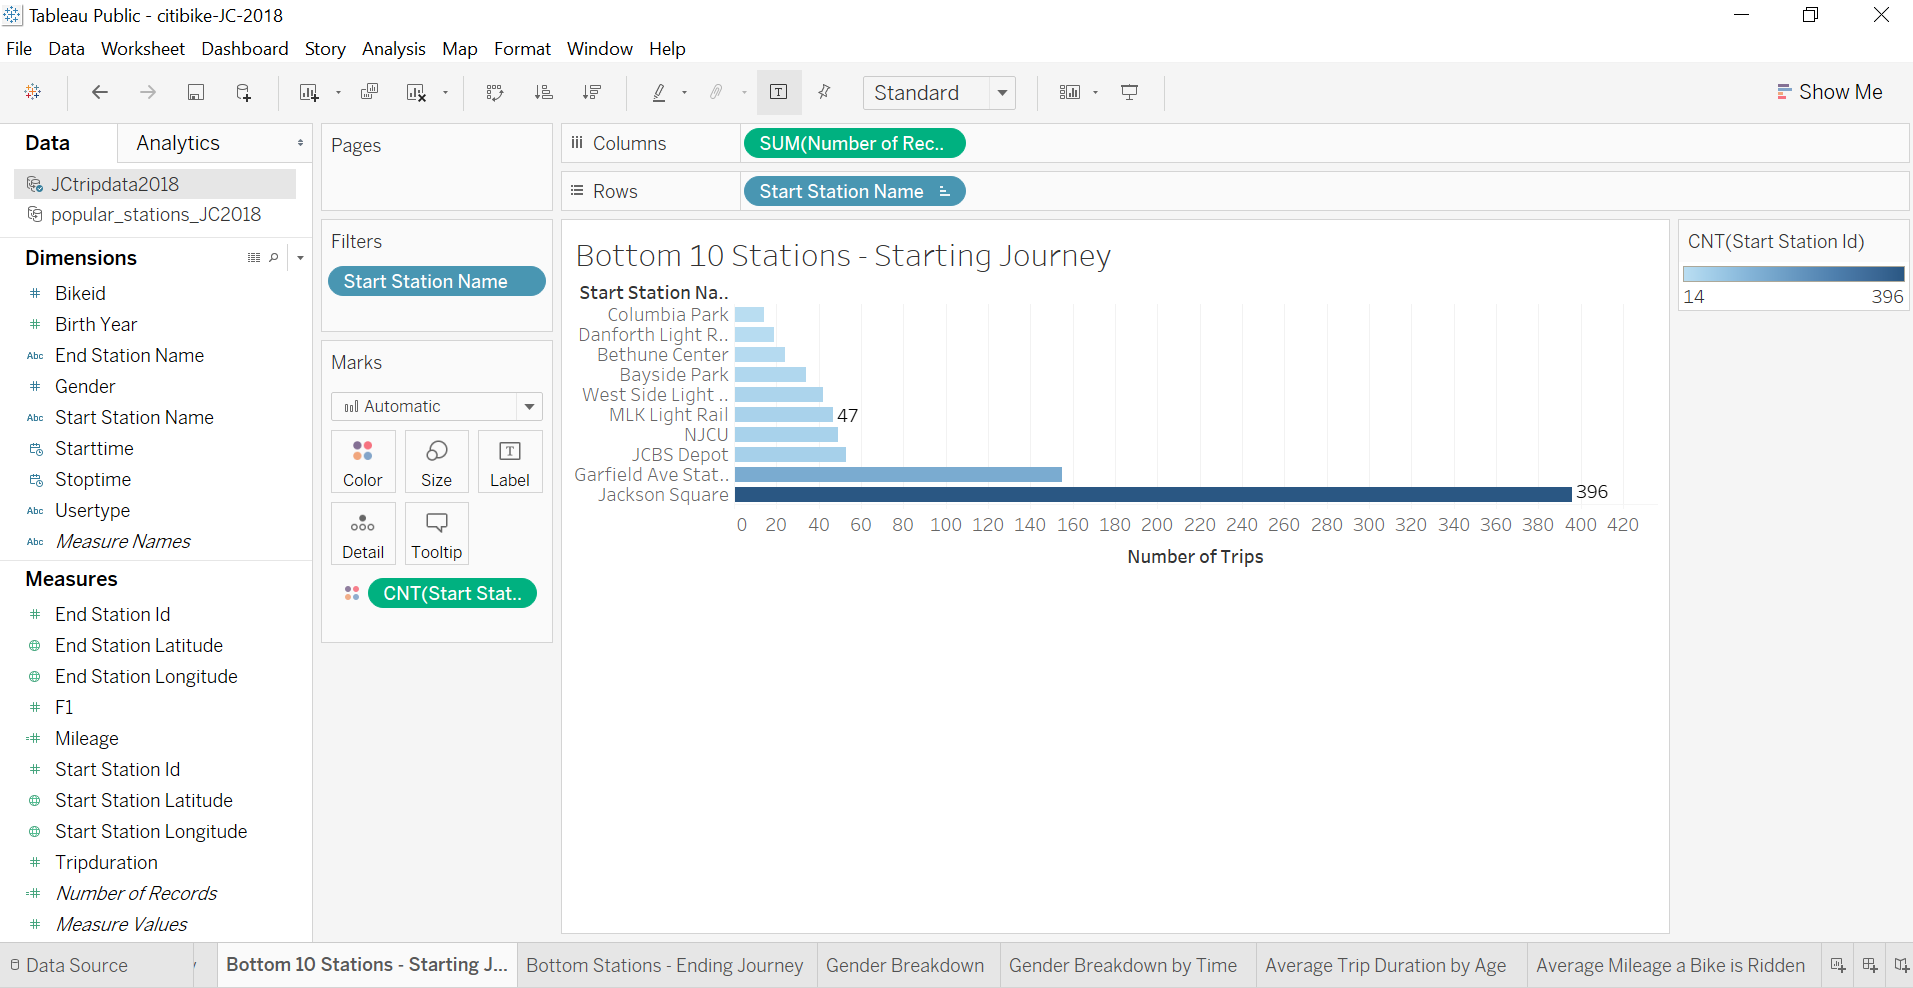 Tableau Public - citibike-JC-2018
File Data Worksheet Dashboard Story Analysis Map Format Window Help
Standard
Show Me
Data Analytics
JCtripdata2018
popular_stations_JC2018
Dimensions
# Bikeid
# Birth Year
Abc End Station Name
# Gender
Abc Start Station Name
Starttime
Stoptime
Abc Usertype
Abc Measure Names
Measures
# End Station Id
End Station Latitude
End Station Longitude
# F1
=# Mileage
# Start Station Id
Start Station Latitude
Start Station Longitude
# Tripduration
=# Number of Records
# Measure Values
Pages
Filters
Start Station Name
Marks
Automatic
Color Size Label
Detail Tooltip
CNT(Start Stat..
Columns SUM(Number of Rec..
Rows Start Station Name
Bottom 10 Stations - Starting Journey
Start Station Na..
Columbia Park
Danforth Light R..
Bethune Center
Bayside Park
West Side Light ..
MLK Light Rail 47
NJCU
JCBS Depot
Garfield Ave Stat..
Jackson Square 396
0 20 40 60 80 100 120 140 160 180 200 220 240 260 280 300 320 340 360 380 400 420
Number of Trips
CNT(Start Station Id)
14 396
Data Source Bottom 10 Stations - Starting J... Bottom Stations - Ending Journey Gender Breakdown Gender Breakdown by Time Average Trip Duration by Age Average Mileage a Bike is Ridden